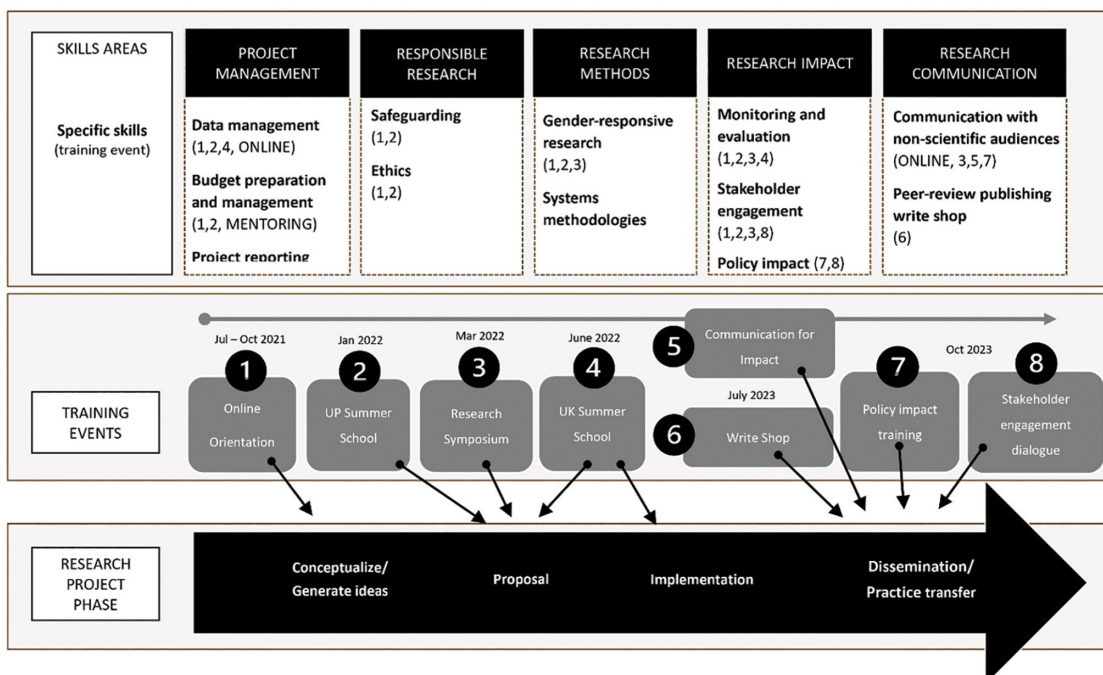 SKILLS AREAS
Specific skills
(training event)
PROJECT
MANAGEMENT
Data management
(1,2,4, ONLINE)
Budget preparation
and management
(1,2, MENTORING)
Project reporting
RESPONSIBLE
RESEARCH
Safeguarding
(1,2)
Ethics
(1,2)
RESEARCH
METHODS
Gender-responsive
research
(1,2,3)
Systems
methodologies
RESEARCH IMPACT
Monitoring and
evaluation
(1,2,3,4)
Stakeholder
engagement
(1,2,3,8)
Policy impact (7,8)
RESEARCH
COMMUNICATION
Communication with
non-scientific audiences
(ONLINE, 3,5,7)
Peer-review publishing
write shop
(6)
TRAINING
EVENTS
Jul – Oct 2021
1
Online
Orientation
Jan 2022
2
UP Summer
School
Mar 2022
3
Research
Symposium
June 2022
4
UK Summer
School
5
Communication for
Impact
July 2023
6
Write Shop
Oct 2023
7
Policy impact
training
8
Stakeholder
engagement
dialogue
RESEARCH
PROJECT
PHASE
Conceptualize/
Generate ideas
Proposal
Implementation
Dissemination/
Practice transfer